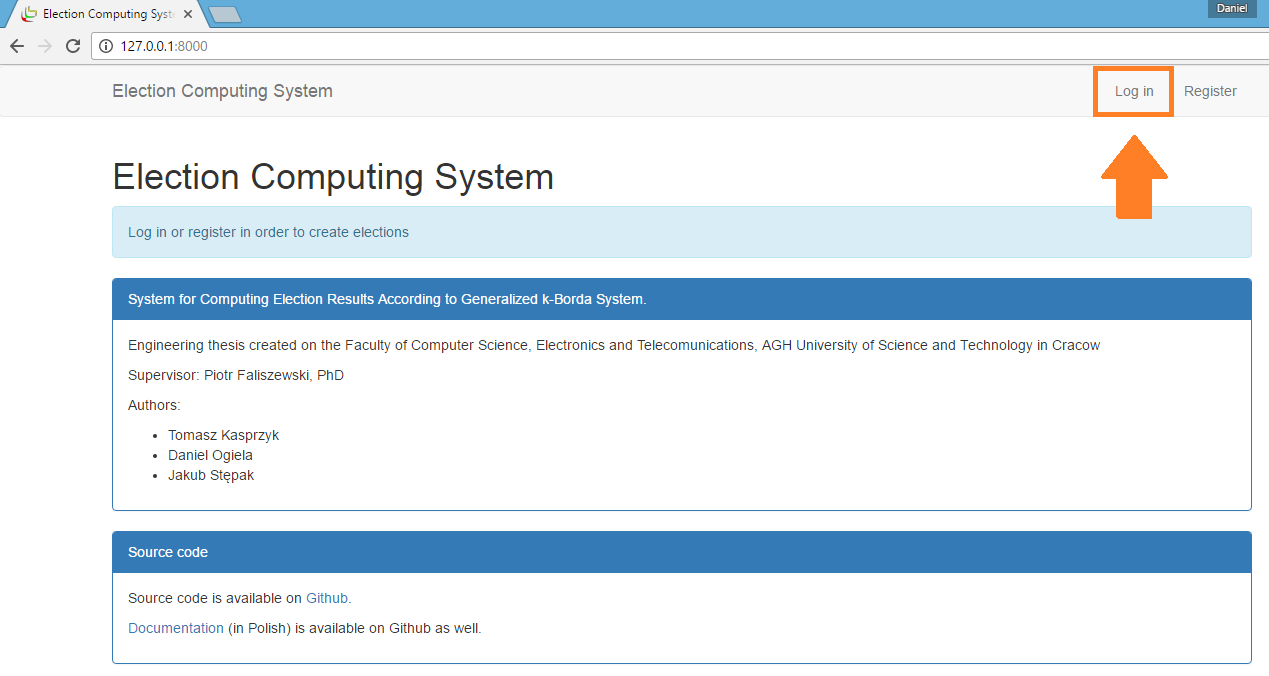 Election Computing Syst
Daniel
127.0.0.1:8000
Election Computing System
Log in
Register
Election Computing System
Log in or register in order to create elections
System for Computing Election Results According to Generalized k-Borda System.
Engineering thesis created on the Faculty of Computer Science, Electronics and Telecomunications, AGH University of Science and Technology in Cracow
Supervisor: Piotr Faliszewski, PhD
Authors:
• Tomasz Kasprzyk
• Daniel Ogiela
• Jakub Stępak
Source code
Source code is available on Github.
Documentation (in Polish) is available on Github as well.